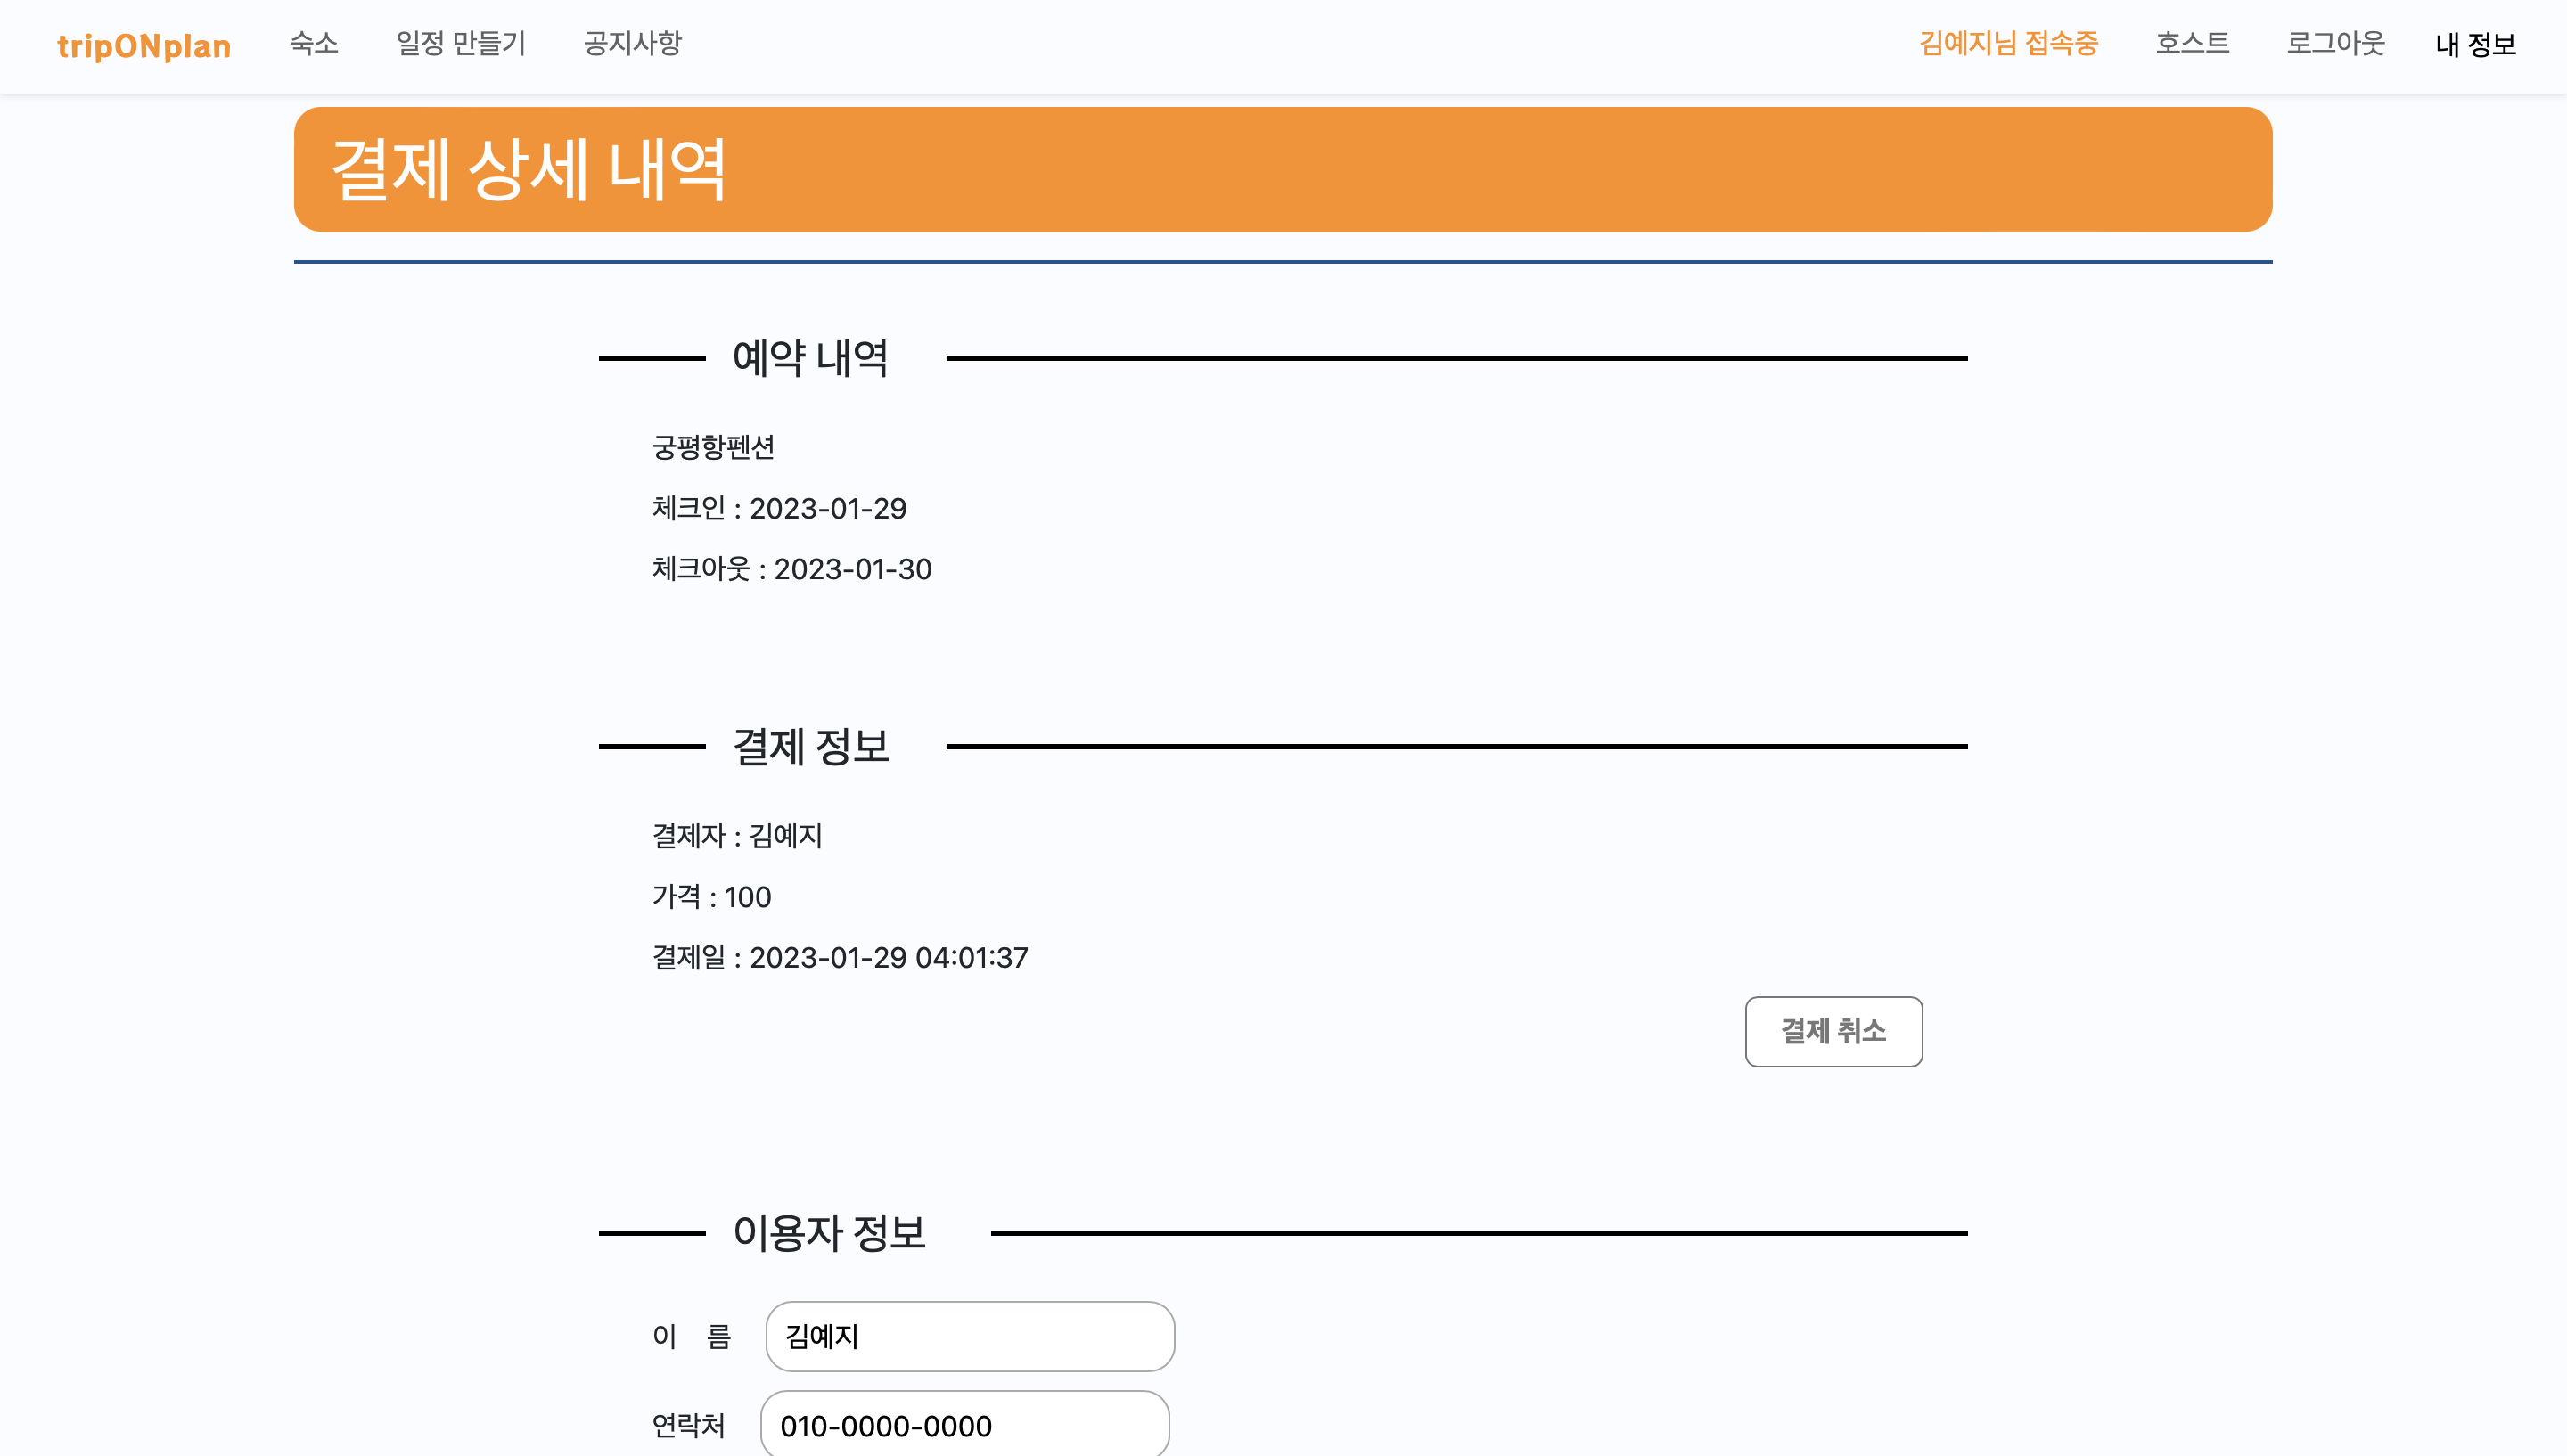 tripONplan 숙소 일정 만들기 공지사항 김예지님 접속중 호스트 로그아웃 내 정보
결제 상세 내역
예약 내역
궁평항펜션
체크인 : 2023-01-29
체크아웃 : 2023-01-30
결제 정보
결제자 : 김예지
가격 : 100
결제일 : 2023-01-29 04:01:37
결제 취소
이용자 정보
이 름 김예지
연락처 010-0000-0000